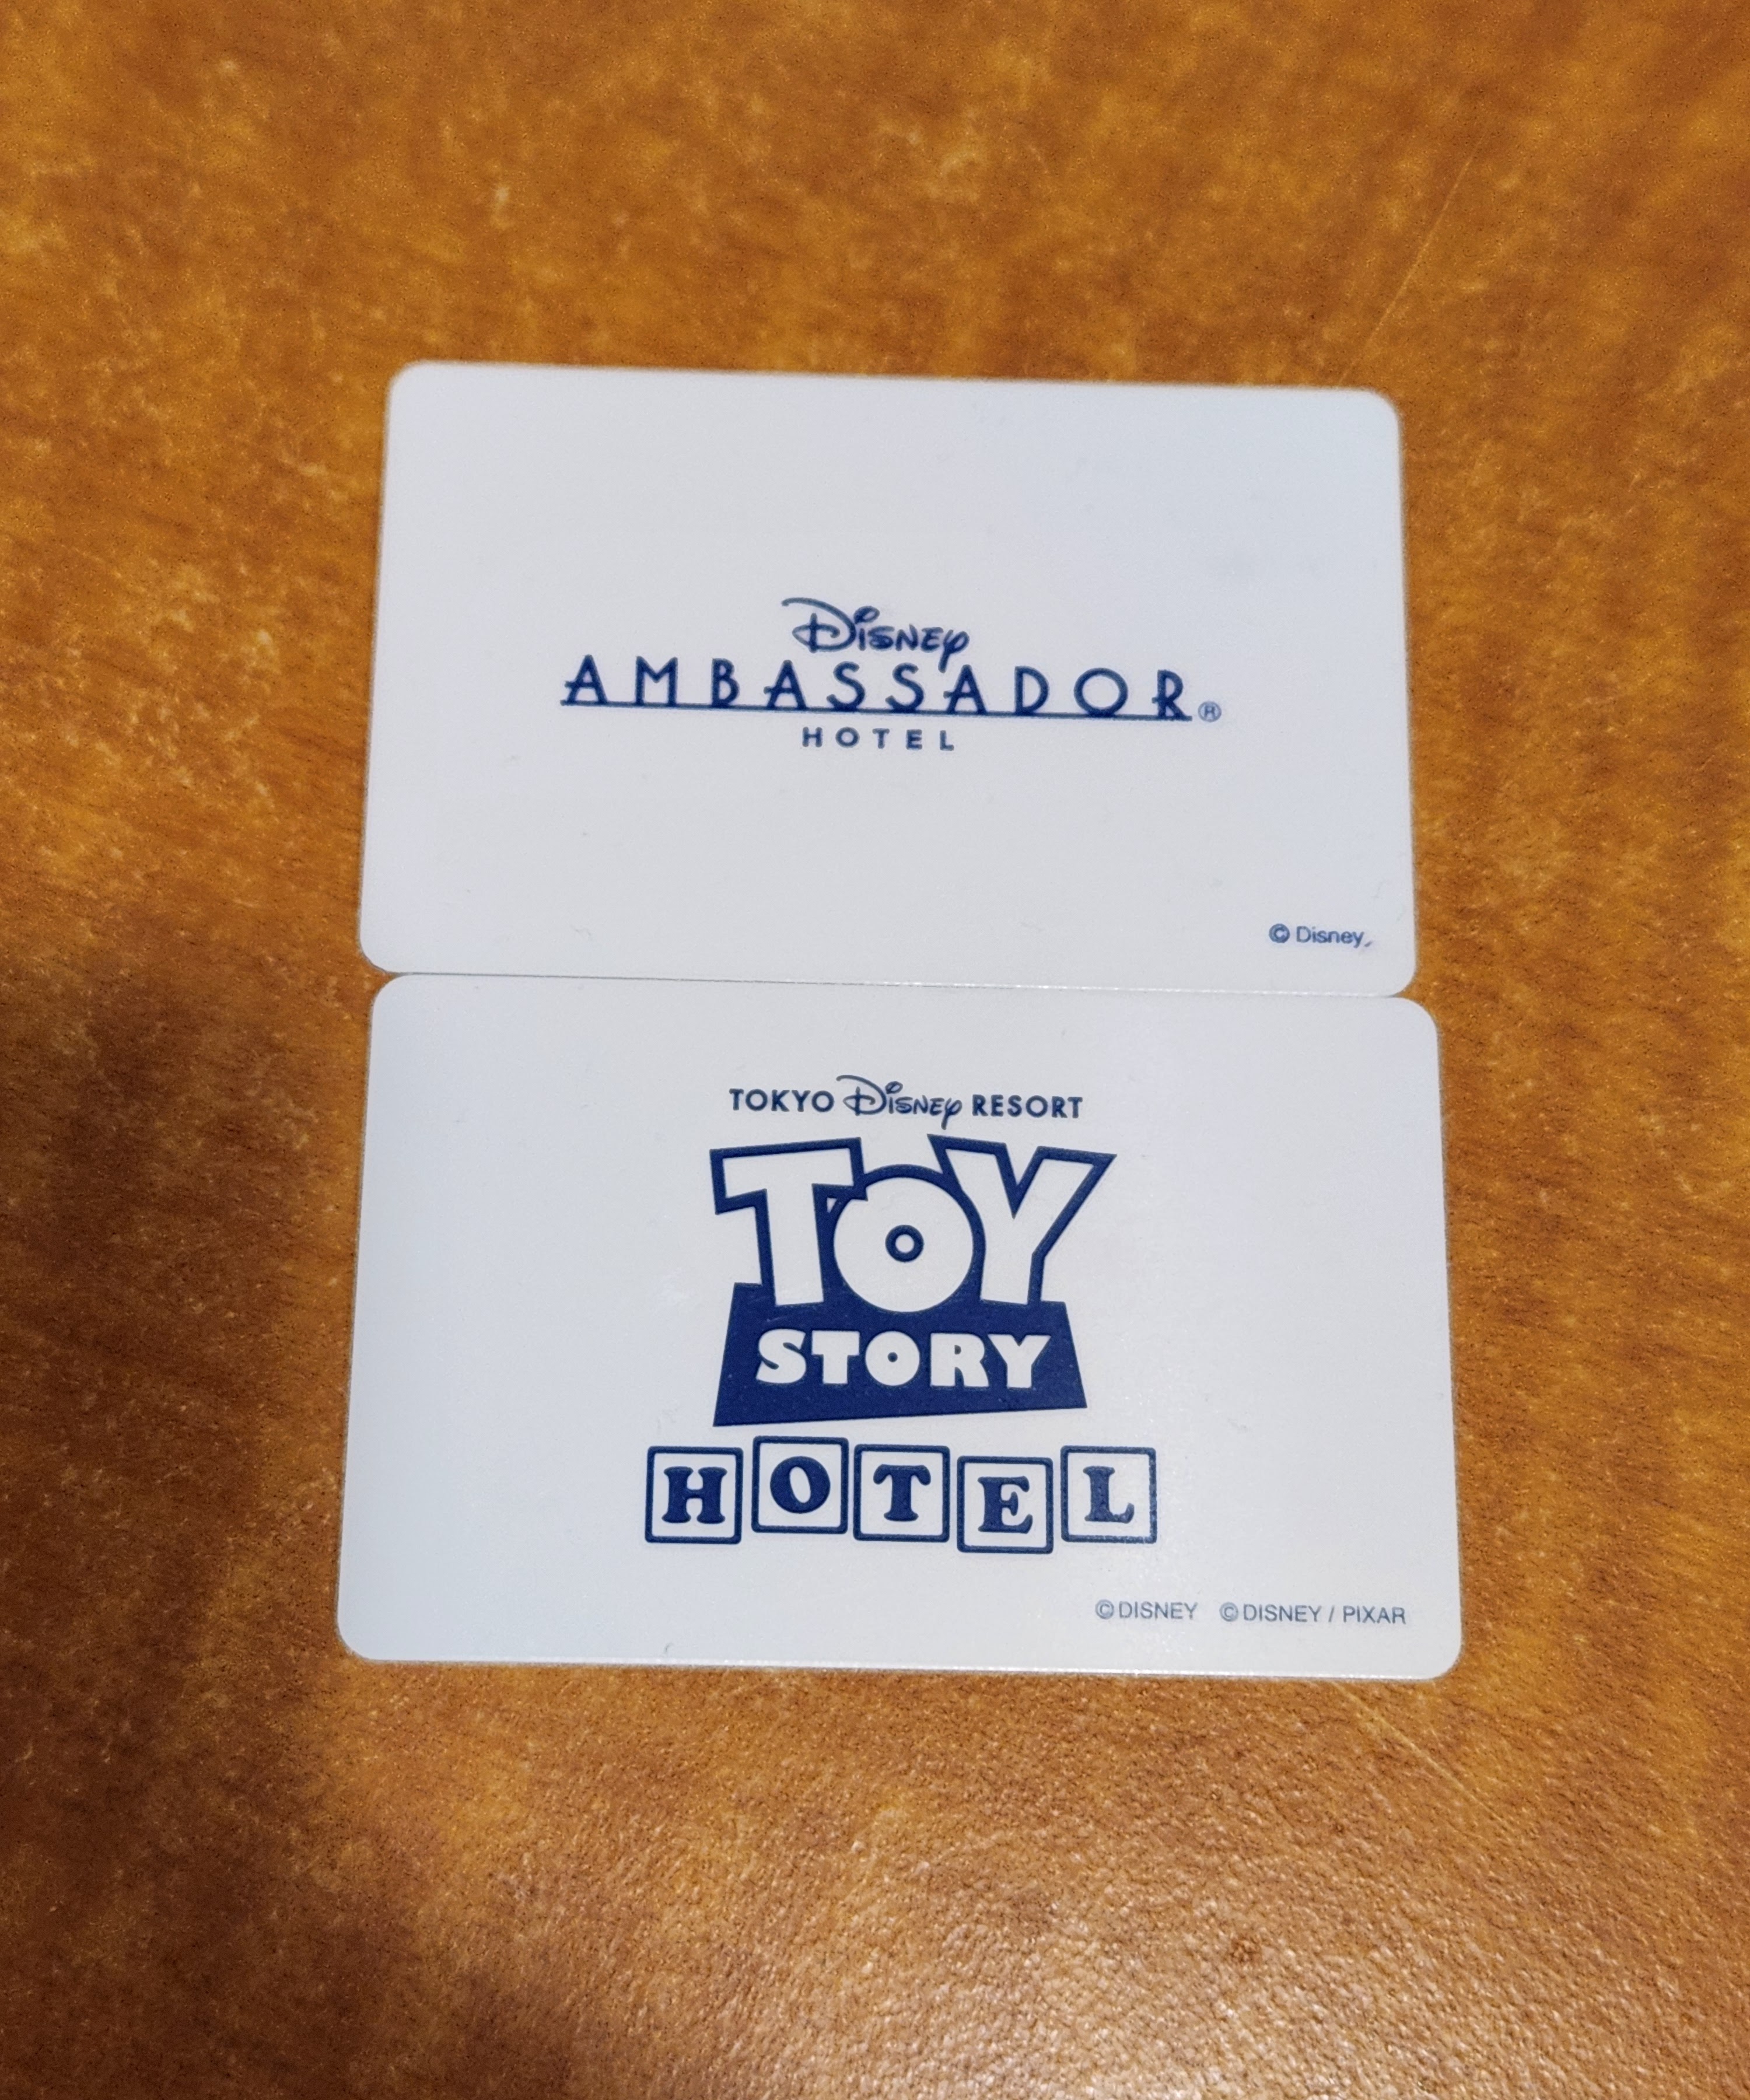 Disney
AMBASSADOR®
HOTEL
© Disney
TOKYO Disney RESORT
TOY
STORY
HOTEL
©DISNEY ©DISNEY / PIXAR